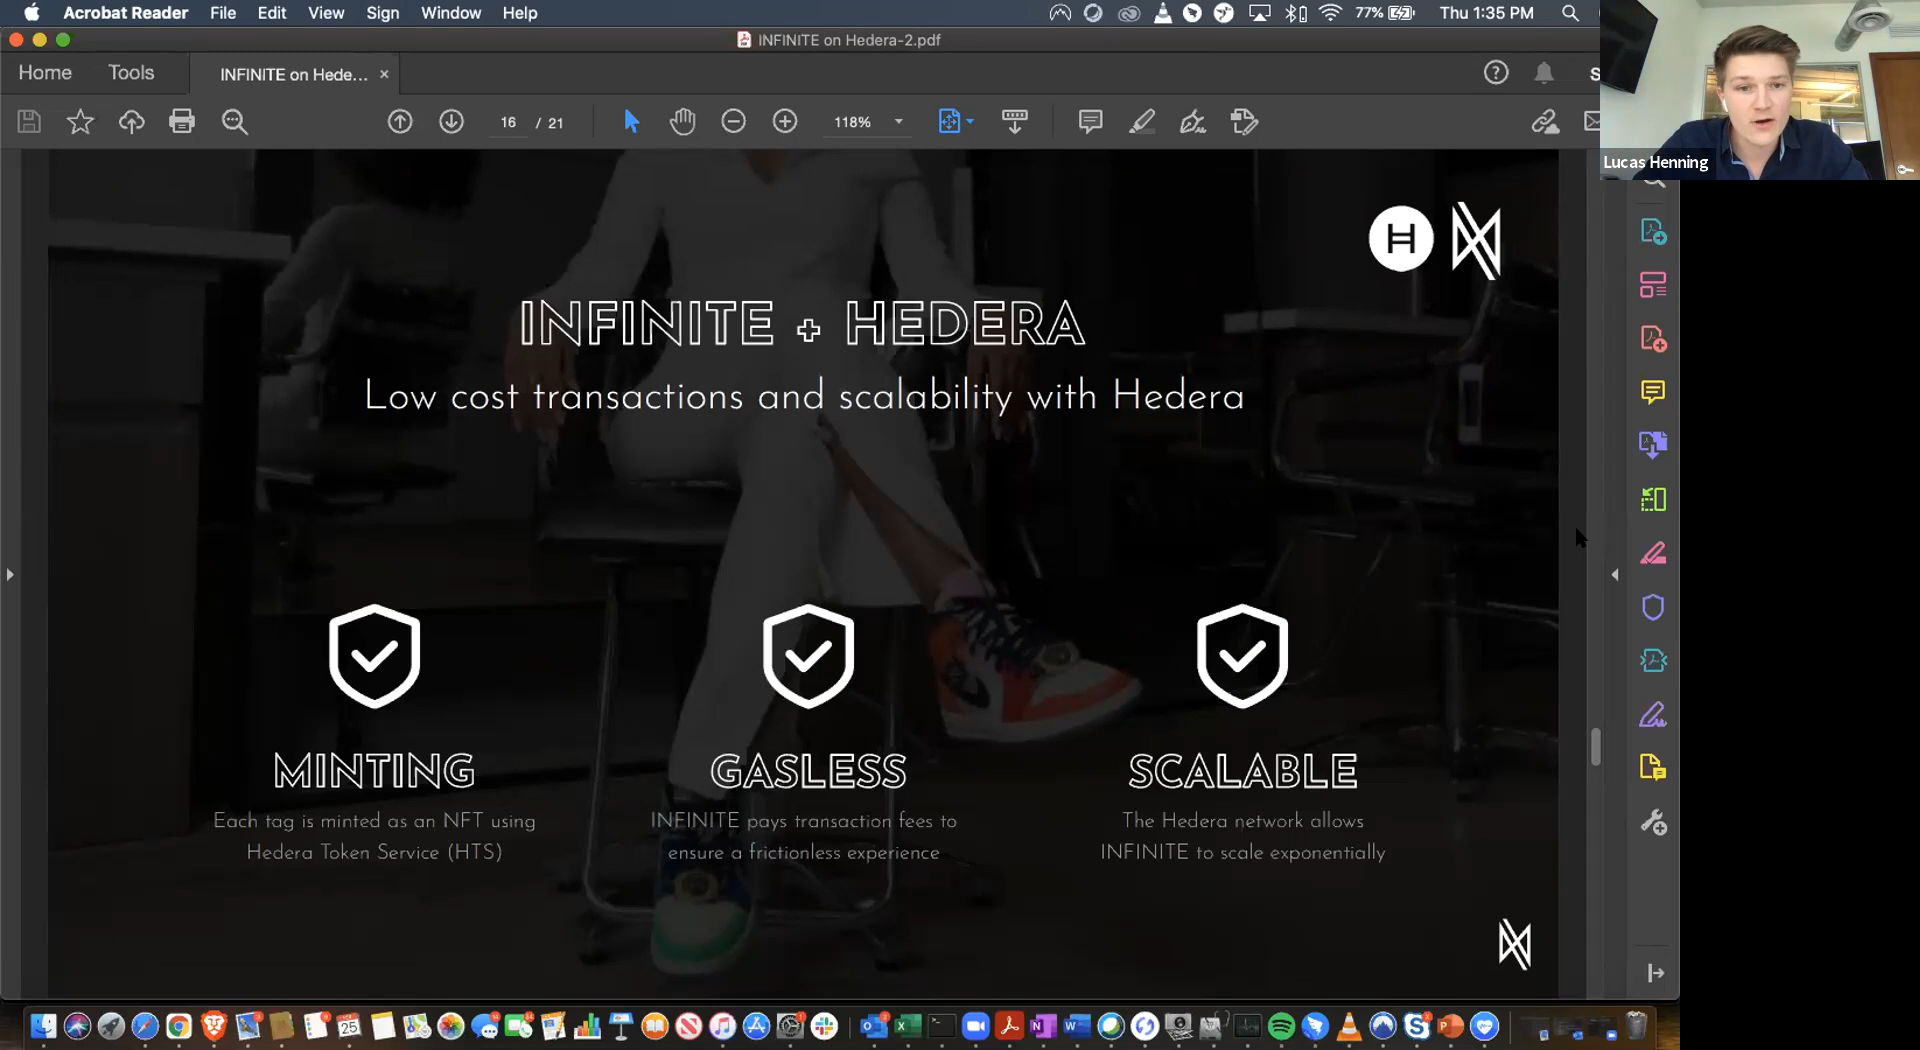 Acrobat Reader File Edit View Sign Window Help
77% Thu 1:35 PM
INFINITE on Hedera-2.pdf
Home Tools INFINITE on Hede... ×
16 / 21 118%
Lucas Henning
H
INFINITE + HEDERA
Low cost transactions and scalability with Hedera
MINTING
Each tag is minted as an NFT using
Hedera Token Service (HTS)
GASLESS
INFINITE pays transaction fees to
ensure a frictionless experience
SCALABLE
The Hedera network allows
INFINITE to scale exponentially
25